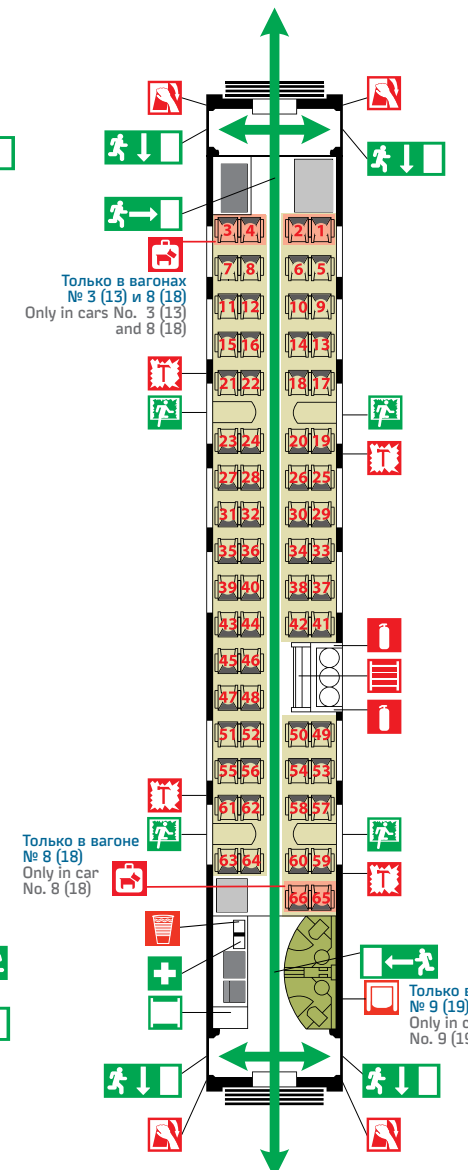 3 4 2 1
Только в вагонах
№ 3 (13) и 8 (18)
Only in cars No. 3 (13)
and 8 (18)
7 8 6 5
11 12 10 9
15 16 14 13
T
21 22 18 17
23 24 20 19
T
27 28 26 25
31 32 30 29
35 36 34 33
39 40 38 37
43 44 42 41
45 46
47 48
51 52 50 49
55 56 54 53
T
61 62 58 57
63 64 60 59
T
Только в вагоне
№ 8 (18)
Only in car
No. 8 (18)
66 65
Только
№ 9 (19)
Only in
No. 9